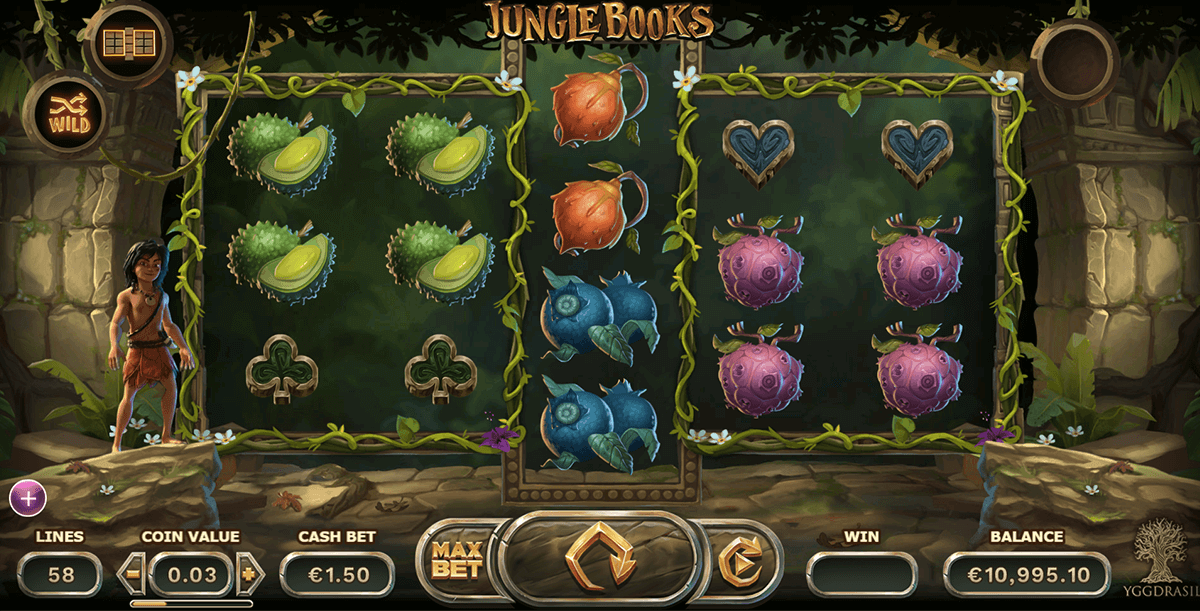 JUNGLE BOOKS
WILD
LINES
58
COIN VALUE
0.03
CASH BET
€1.50
MAX
BET
WIN
BALANCE
€10,995.10
YGGDRASIL